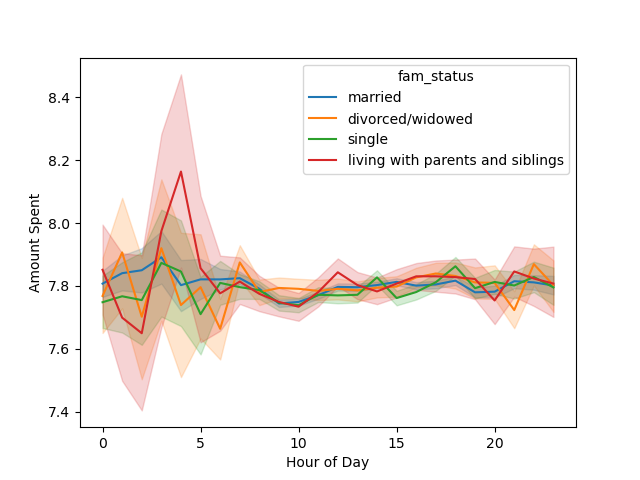 fam_status
married
divorced/widowed
single
living with parents and siblings
8.4
8.2
8.0
7.8
7.6
7.4
Amount Spent
0 5 10 15 20
Hour of Day